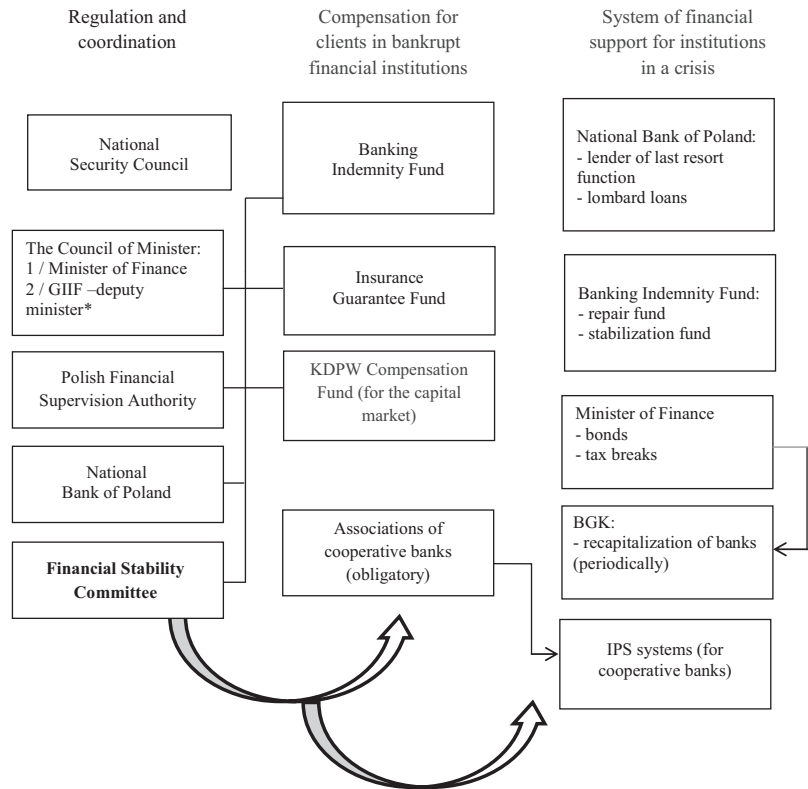 Regulation and
coordination
Compensation for
clients in bankrupt
financial institutions
System of financial
support for institutions
in a crisis
National
Security Council
The Council of Minister:
1 / Minister of Finance
2 / GIIF –deputy
minister*
Polish Financial
Supervision Authority
National
Bank of Poland
Financial Stability
Committee
Banking
Indemnity Fund
Insurance
Guarantee Fund
KDPW Compensation
Fund (for the capital
market)
Associations of
cooperative banks
(obligatory)
National Bank of Poland:
- lender of last resort
function
- lombard loans
Banking Indemnity Fund:
- repair fund
- stabilization fund
Minister of Finance
- bonds
- tax breaks
BGK:
- recapitalization of banks
(periodically)
IPS systems (for
cooperative banks)